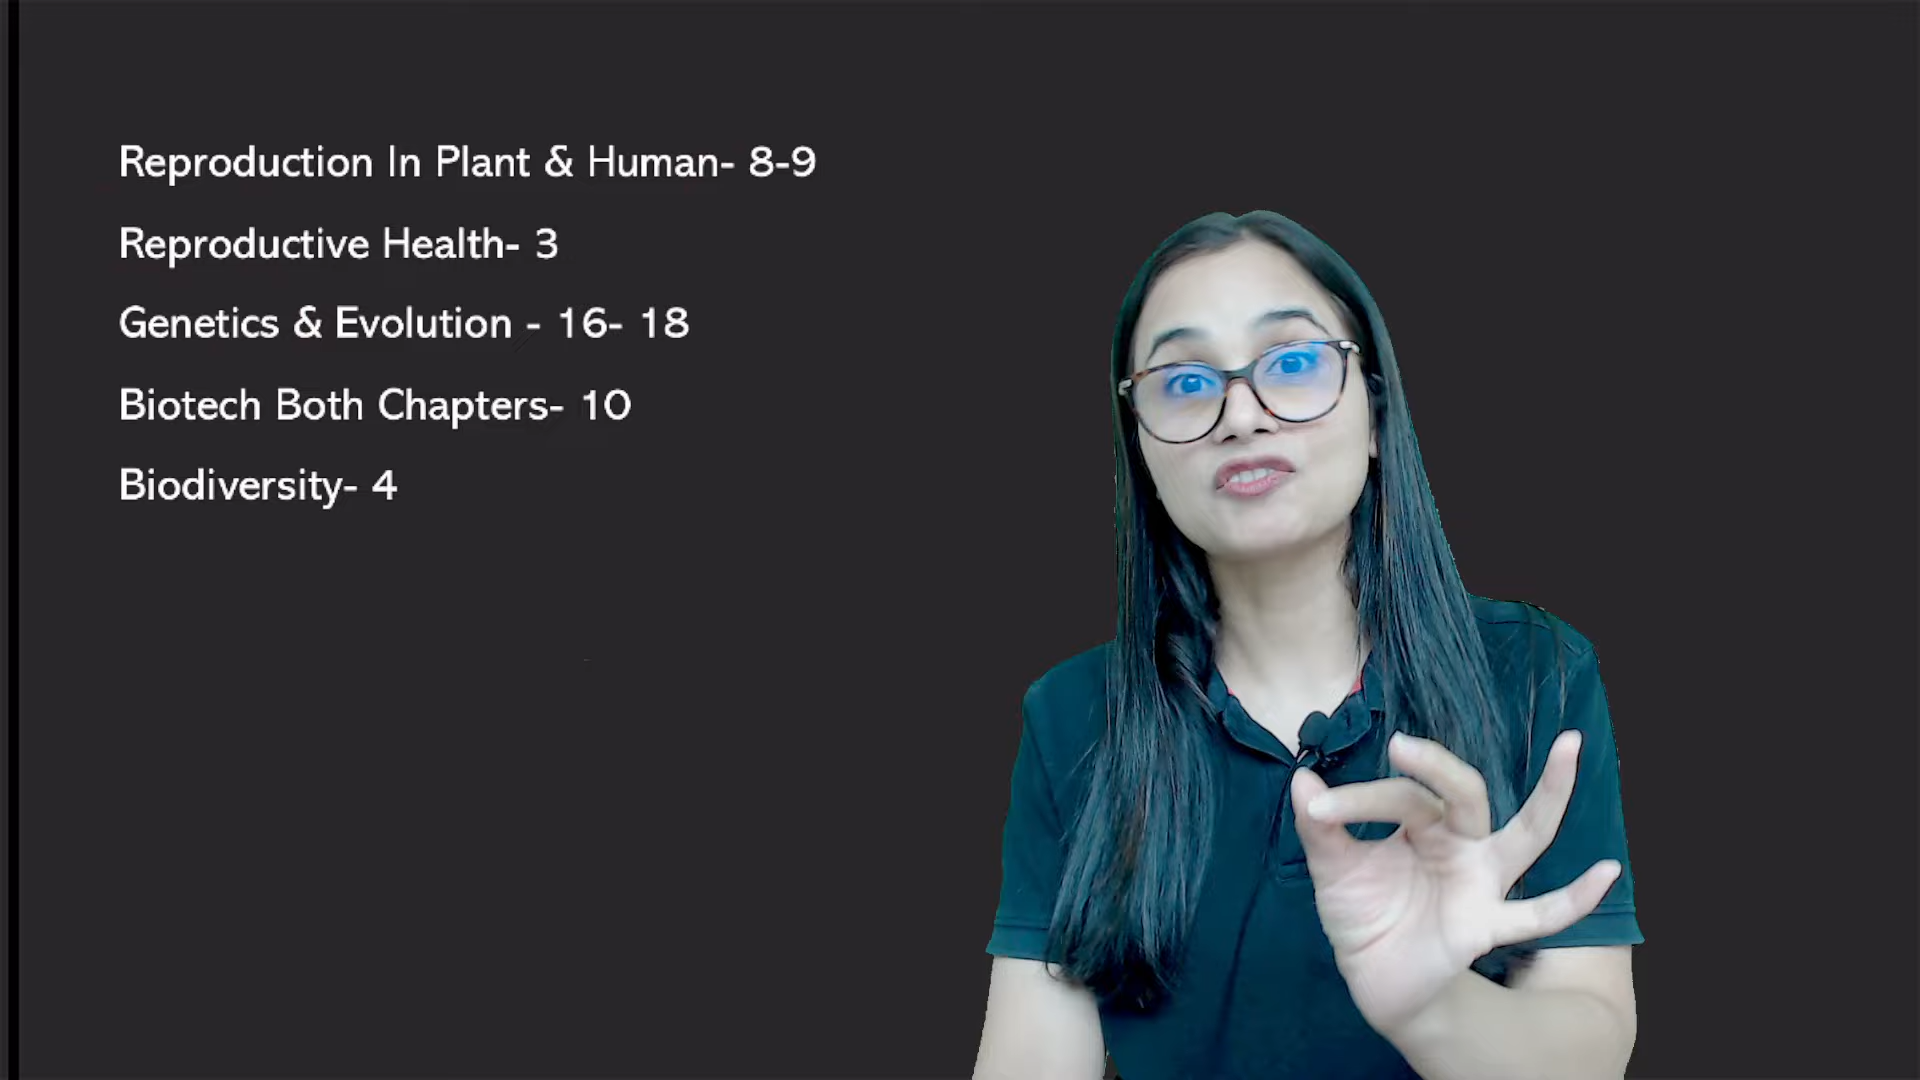 Reproduction In Plant & Human- 8-9
Reproductive Health- 3
Genetics & Evolution - 16- 18
Biotech Both Chapters- 10
Biodiversity- 4